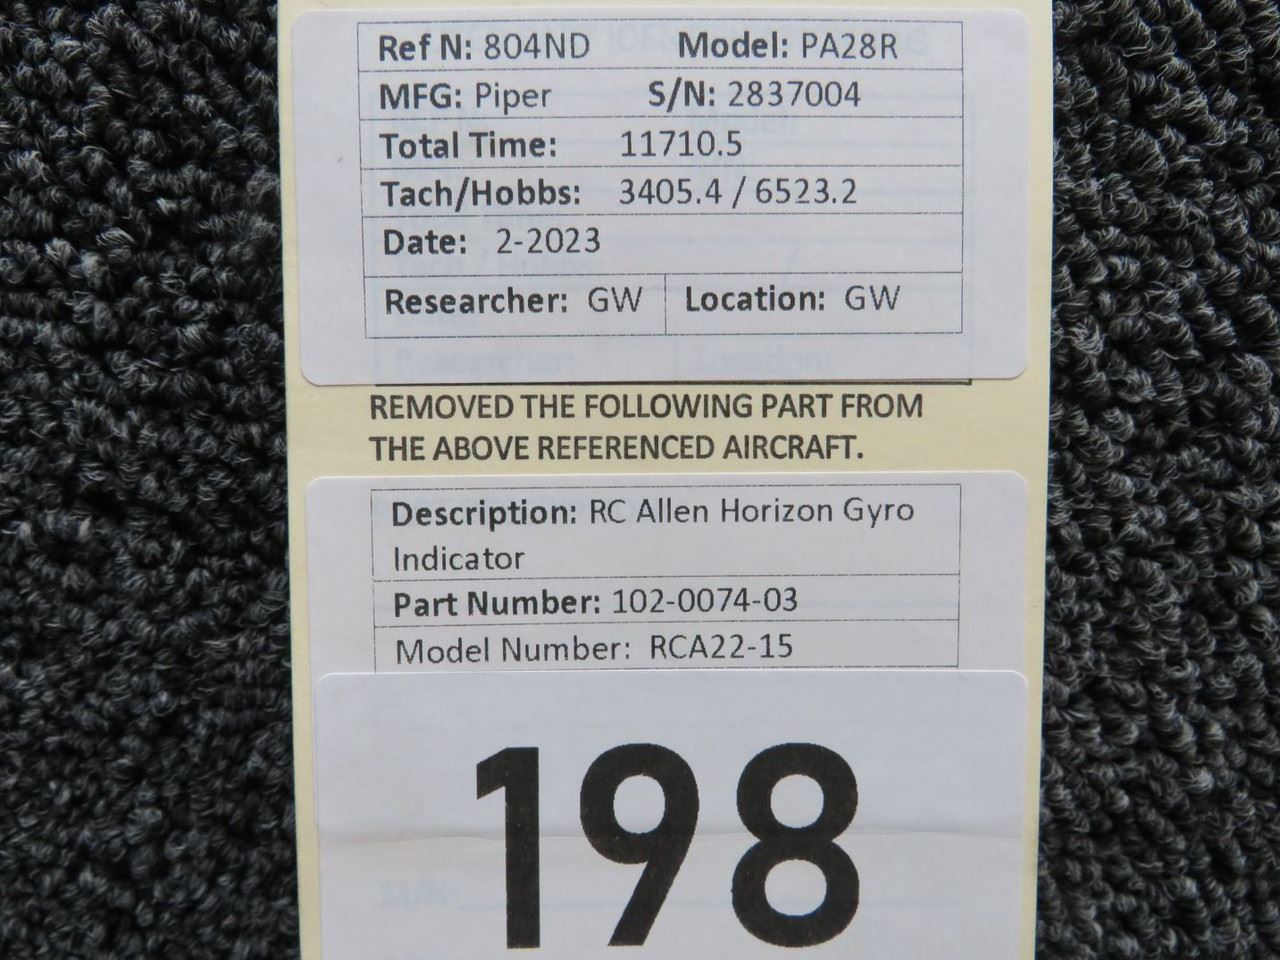 Ref N: 804ND Model: PA28R
MFG: Piper S/N: 2837004
Total Time: 11710.5
Tach/Hobbs: 3405.4 / 6523.2
Date: 2-2023
Researcher: GW Location: GW
REMOVED THE FOLLOWING PART FROM
THE ABOVE REFERENCED AIRCRAFT.
Description: RC Allen Horizon Gyro
Indicator
Part Number: 102-0074-03
Model Number: RCA22-15
198